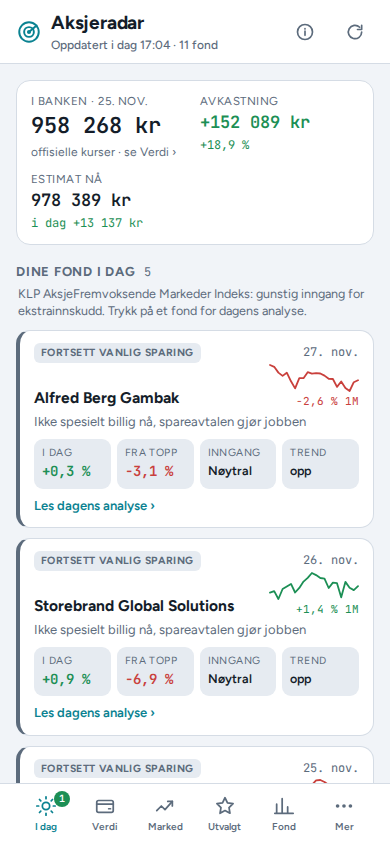 Aksjeradar
Oppdatert i dag 17:04 · 11 fond
I BANKEN · 25. NOV.
958 268 kr
offisielle kurser · se Verdi ›
AVKASTNING
+152 089 kr
+18,9 %
ESTIMAT NÅ
978 389 kr
i dag +13 137 kr
DINE FOND I DAG 5
KLP AksjeFremvoksende Markeder Indeks: gunstig inngang for
ekstrainnskudd. Trykk på et fond for dagens analyse.
FORTSETT VANLIG SPARING
27. nov.
-2,6 % 1M
Alfred Berg Gambak
Ikke spesielt billig nå, spareavtalen gjør jobben
I DAG
+0,3 %
FRA TOPP
-3,1 %
INNGANG
Nøytral
TREND
opp
Les dagens analyse ›
FORTSETT VANLIG SPARING
26. nov.
+1,4 % 1M
Storebrand Global Solutions
Ikke spesielt billig nå, spareavtalen gjør jobben
I DAG
+0,9 %
FRA TOPP
-6,9 %
INNGANG
Nøytral
TREND
opp
Les dagens analyse ›
FORTSETT VANLIG SPARING
25. nov.
1
I dag
Verdi
Marked
Utvalgt
Fond
Mer